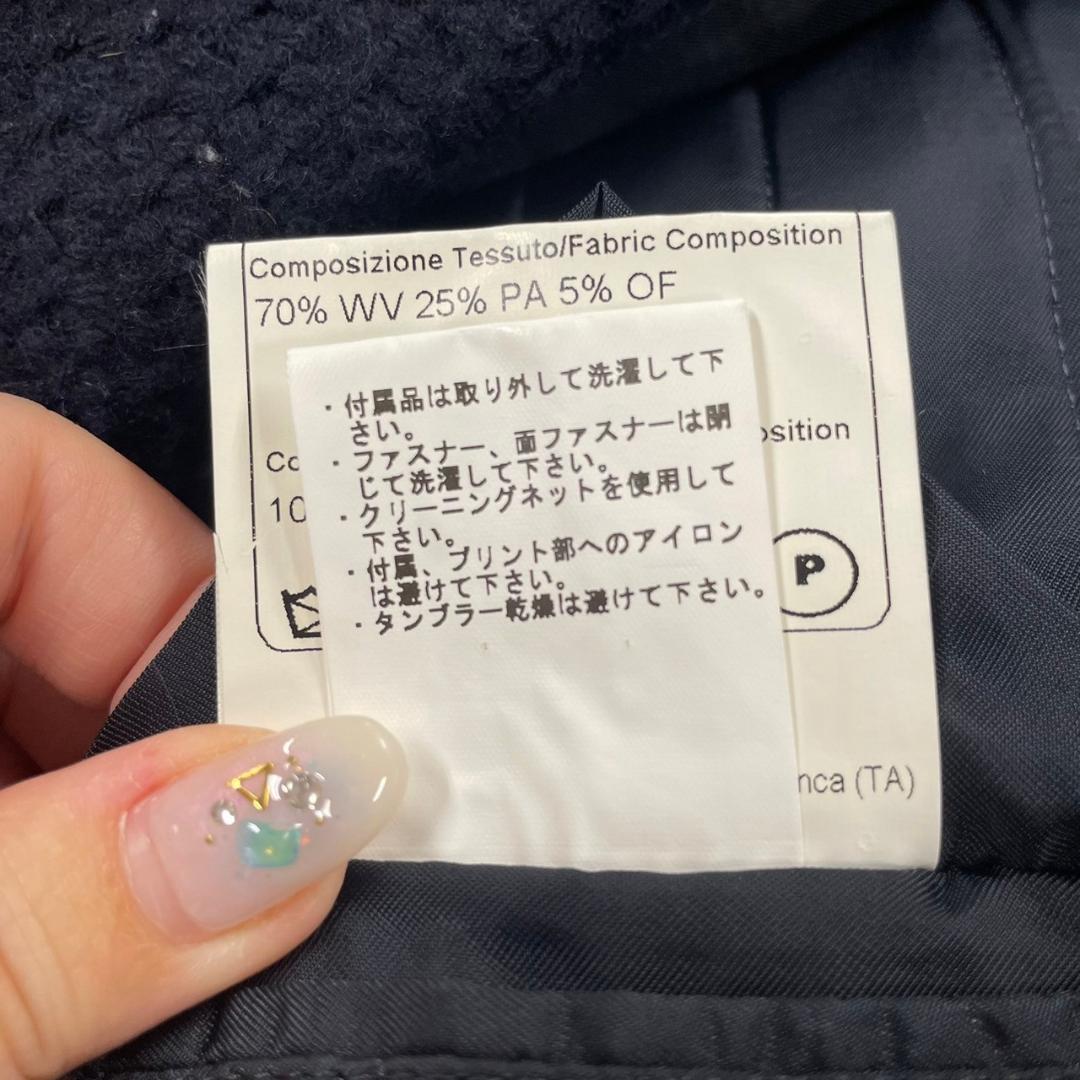 Composizione Tessuto/Fabric Composition
70% WV 25% PA 5% OF
・付属品は取り外して洗濯して下
さい。
・ファスナー、面ファスナーは閉
じて洗濯して下さい。
・クリーニングネットを使用して
下さい。
・付属、プリント部へのアイロン
は避けて下さい。
・タンブラー乾燥は避けて下さい。
P
(TA)